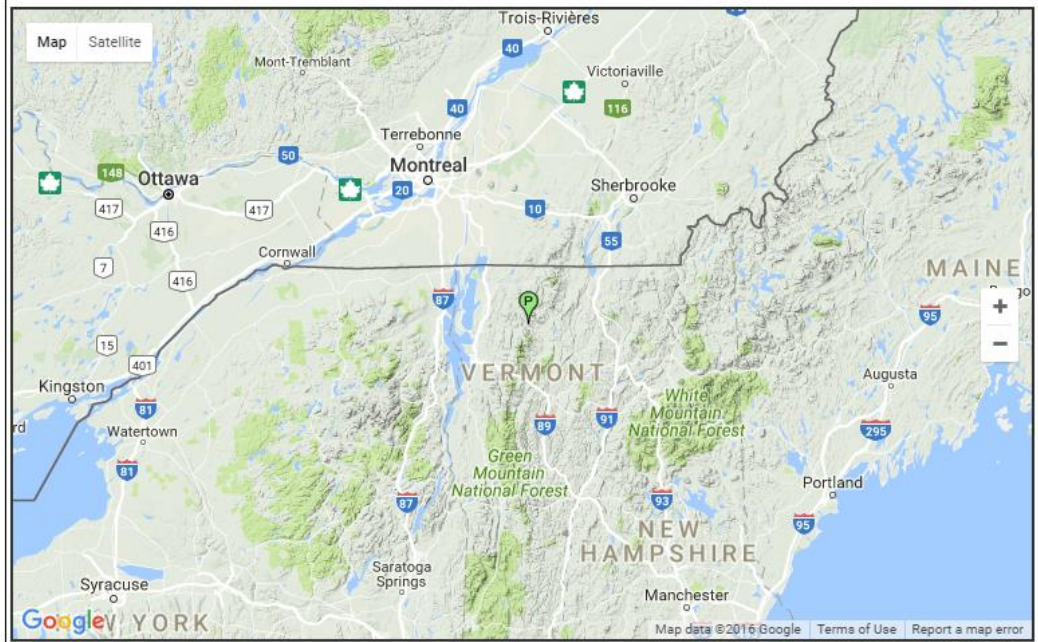 Trois-Rivières
Map
Satellite
40
Mont-Tremblant
Victoriaville
40
116
Terrebonne
50
Montreal
148
Ottawa
20
Sherbrooke
417
417
10
416
55
Cornwall
7
MAINE
416
87
P
95
+
15
−
401
VERMONT
Augusta
Kingston
White
Mountain
National Forest
81
89
91
295
Watertown
Green
Mountain
National Forest
81
Portland
87
93
95
NEW
HAMPSHIRE
Saratoga
Springs
Syracuse
Manchester
Google
YORK
Map data ©2016 Google
Terms of Use
Report a map error